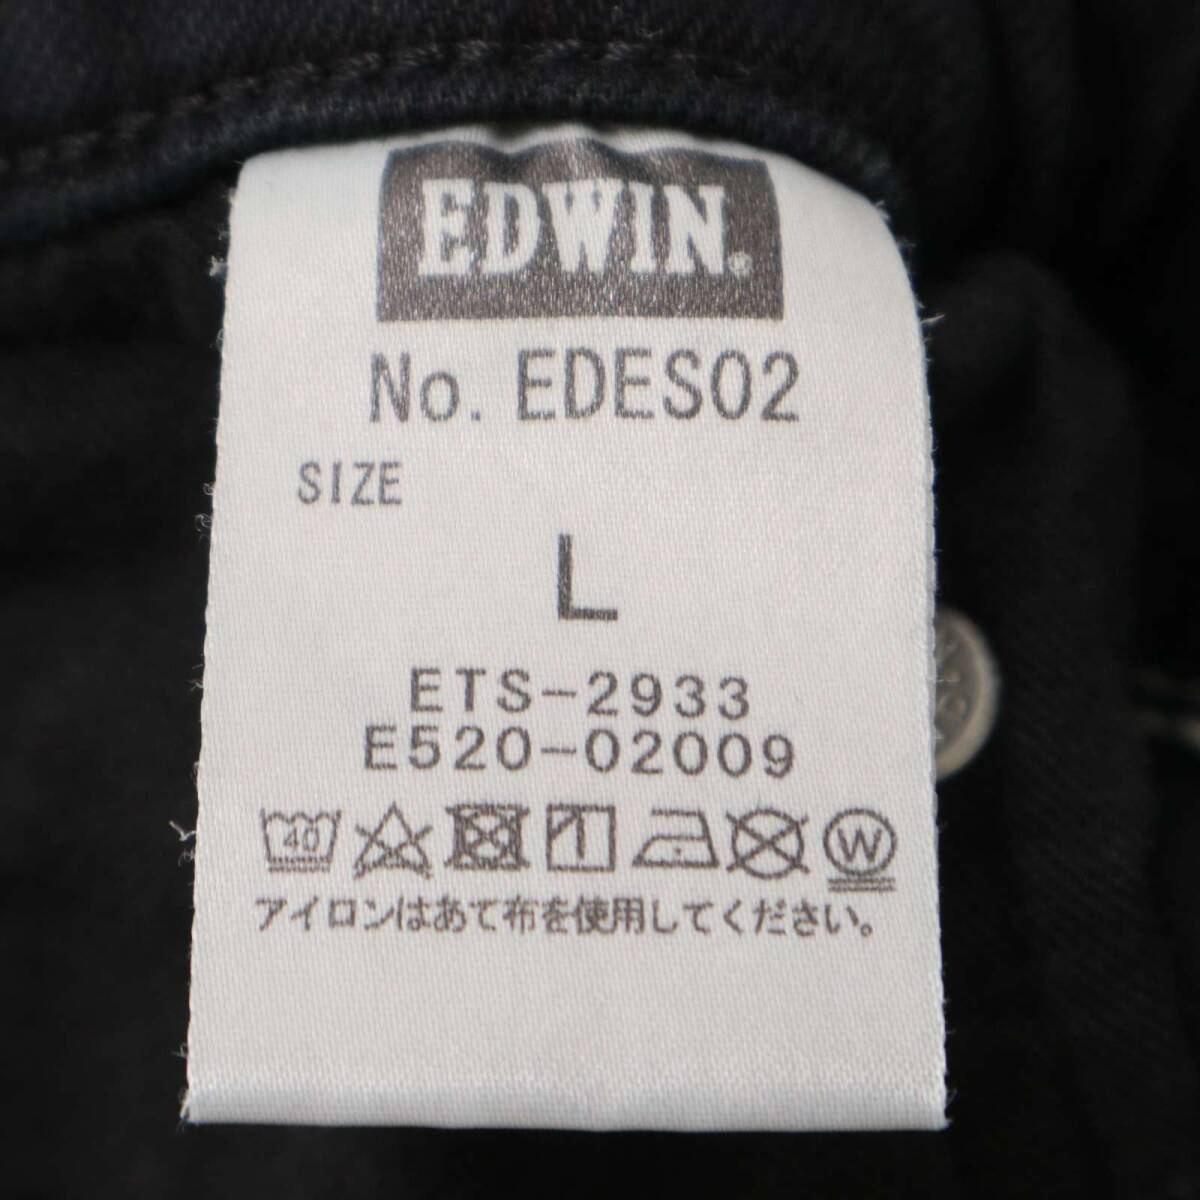 EDWIN®
No. EDES02
SIZE
L
ETS-2933
E520-02009
40 W
アイロンはあて布を使用してください。